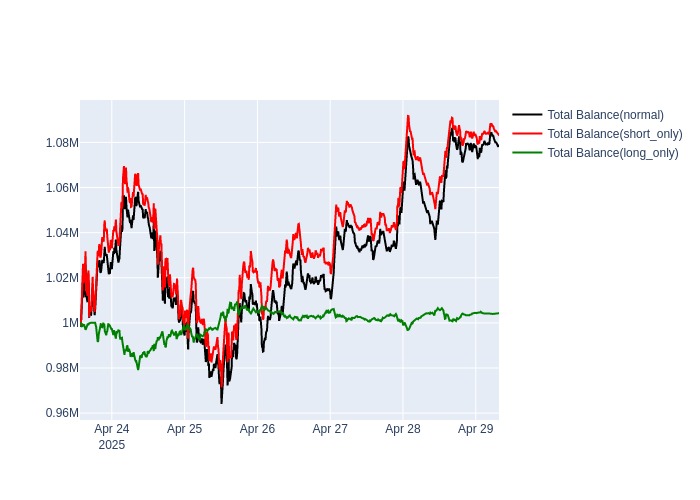 Total Balance(normal)
Total Balance(short_only)
Total Balance(long_only)
1.08M
1.06M
1.04M
1.02M
1M
0.98M
0.96M
Apr 24
2025
Apr 25
Apr 26
Apr 27
Apr 28
Apr 29